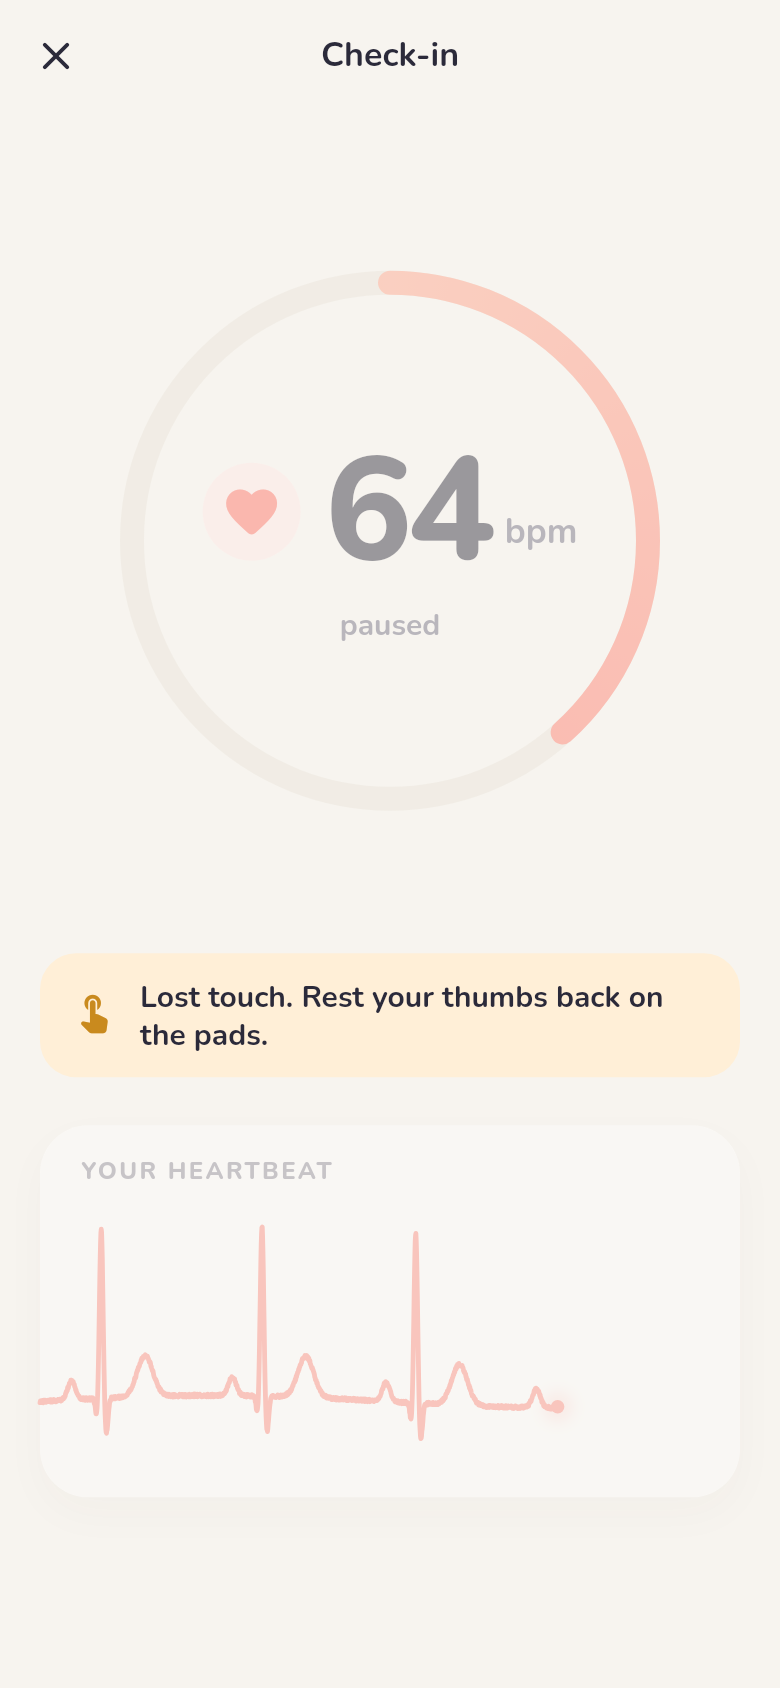 Check-in
64 bpm
paused
Lost touch. Rest your thumbs back on
the pads.
YOUR HEARTBEAT